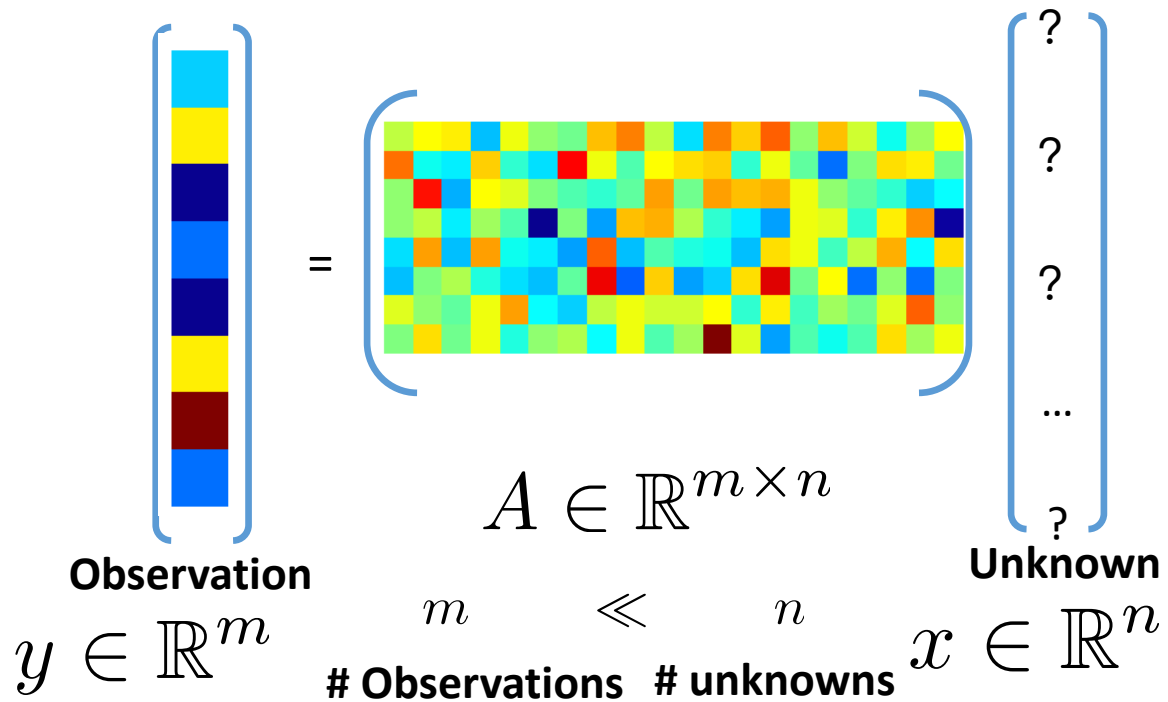 ?
?
=
?
...
A ∈ ℝ^{m×n}
?
Observation
Unknown
m ≪ n
y ∈ ℝ^m
x ∈ ℝ^n
# Observations # unknowns